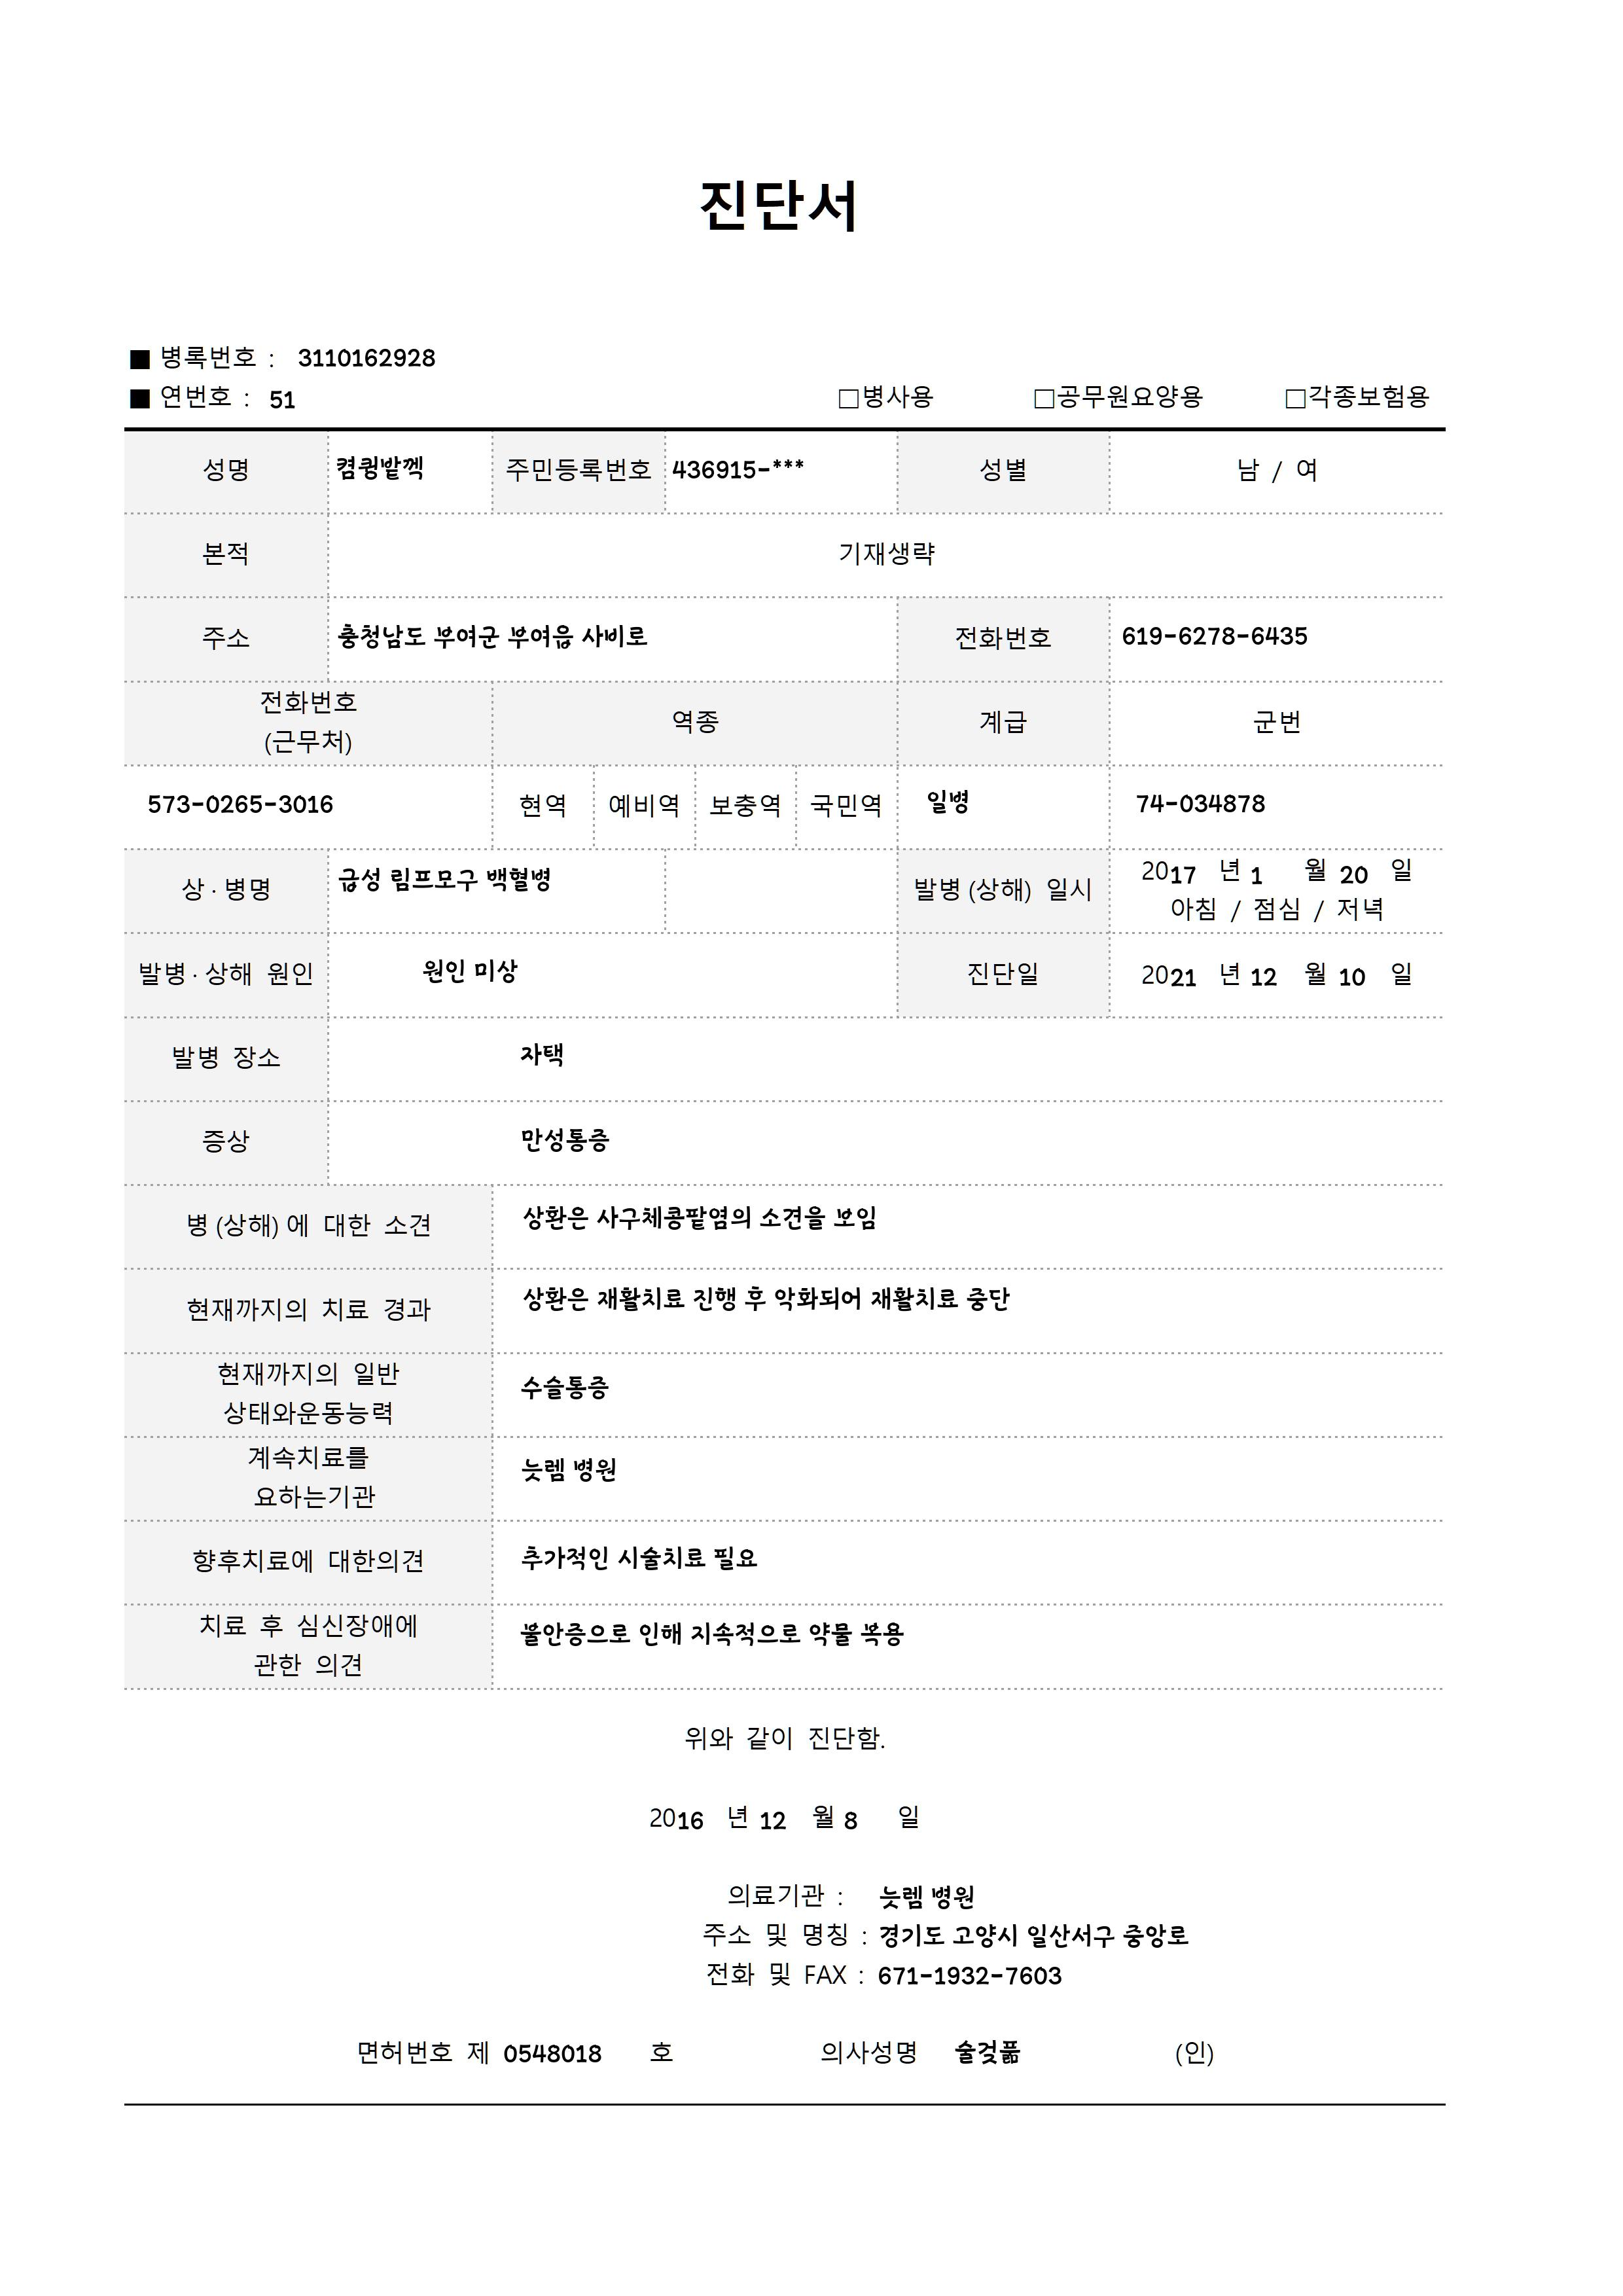 진단서
■ 병록번호 : 3110162928
■ 연번호 : 51 □병사용 □공무원요양용 □각종보험용
성명 켬큉밭껙 주민등록번호 436915-*** 성별 남 / 여
본적 기재생략
주소 충청남도 부여군 부여읍 사비로 전화번호 619-6278-6435
전화번호
(근무처) 역종 계급 군번
573-0265-3016 현역 예비역 보충역 국민역 일병 74-034878
상·병명 급성 림프모구 백혈병 발병(상해) 일시 2017 년 1 월 20 일
아침 / 점심 / 저녁
발병·상해 원인 원인 미상 진단일 2021 년 12 월 10 일
발병 장소 자택
증상 만성통증
병(상해)에 대한 소견 상환은 사구체콩팥염의 소견을 보임
현재까지의 치료 경과 상환은 재활치료 진행 후 악화되어 재활치료 중단
현재까지의 일반
상태와운동능력 수술통증
계속치료를
요하는기관 늣렘 병원
향후치료에 대한의견 추가적인 시술치료 필요
치료 후 심신장애에
관한 의견 불안증으로 인해 지속적으로 약물 복용
위와 같이 진단함.
2016 년 12 월 8 일
의료기관 : 늣렘 병원
주소 및 명칭 : 경기도 고양시 일산서구 중앙로
전화 및 FAX : 671-1932-7603
면허번호 제 0548018 호 의사성명 술겆풂 (인)